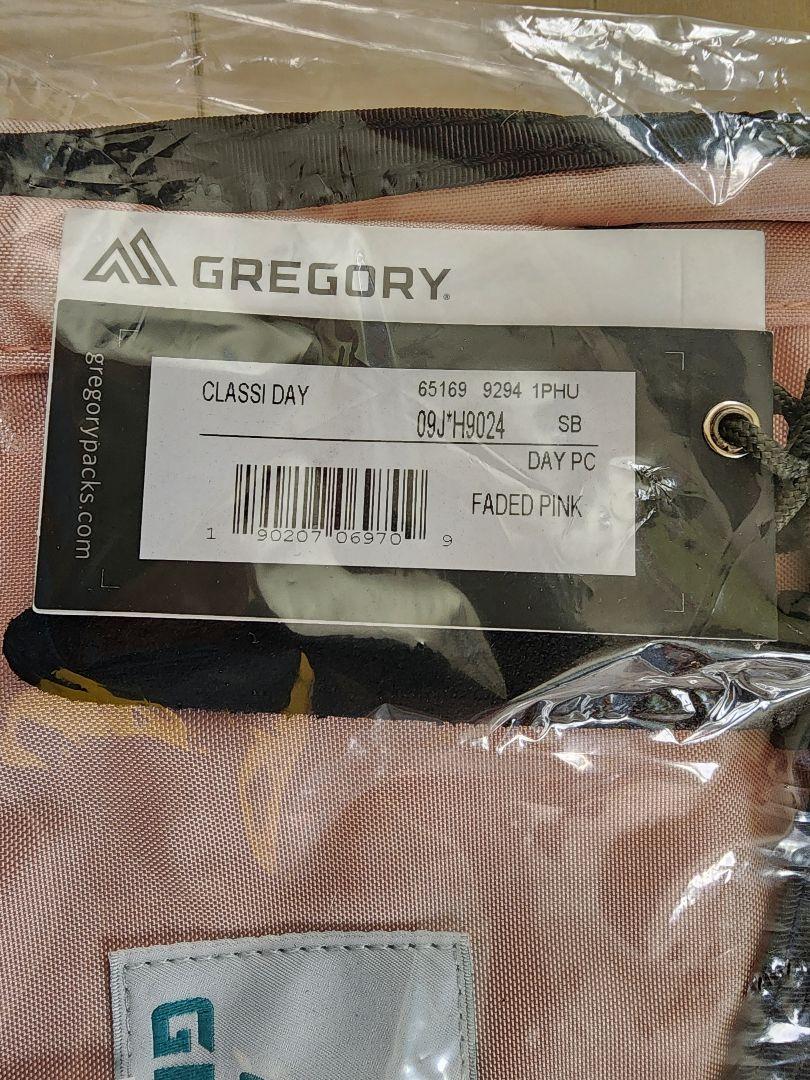 GREGORY®
gregorypacks.com
CLASSI DAY 65169 9294 1PHU
09J*H9024 SB
DAY PC
FADED PINK
1 90207 06970 9
G